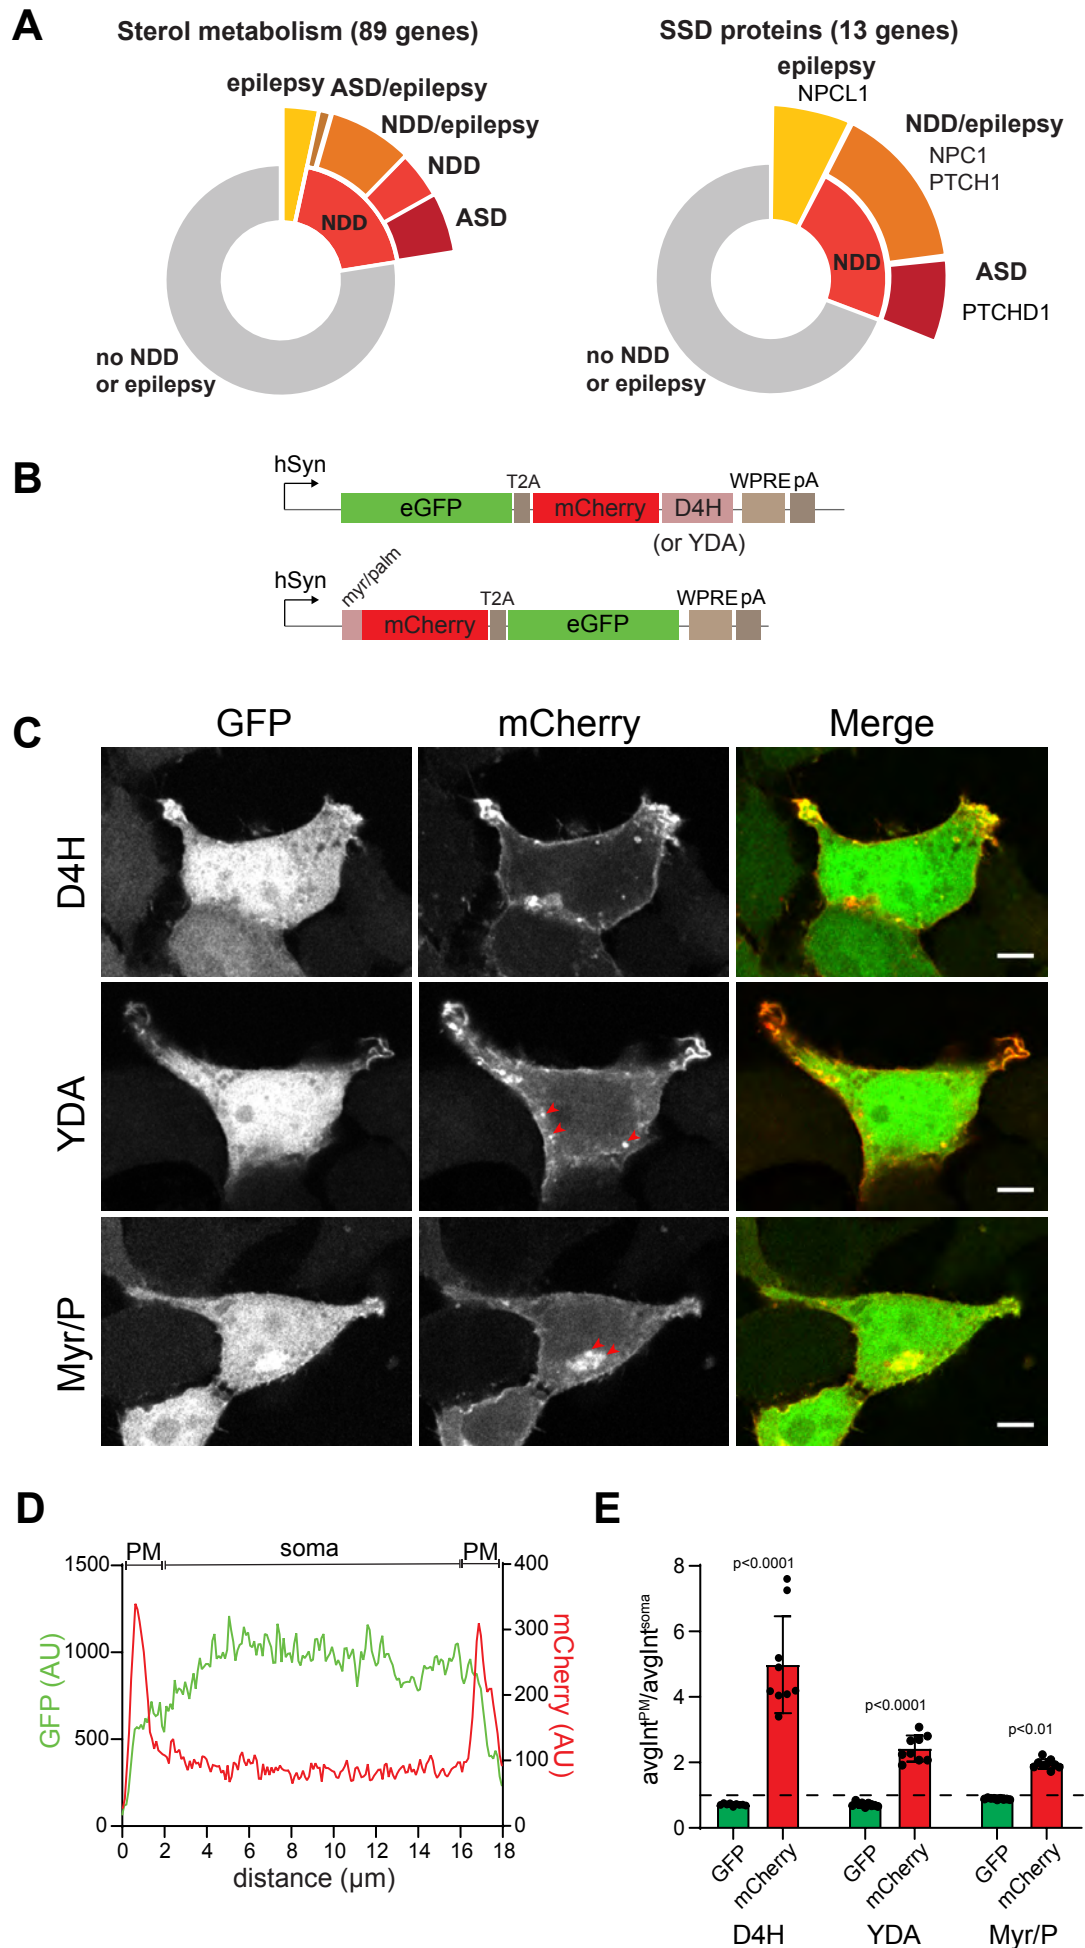 A
Sterol metabolism (89 genes)
epilepsy
ASD/epilepsy
NDD/epilepsy
NDD
ASD
NDD
no NDD
or epilepsy
SSD proteins (13 genes)
epilepsy
NPCL1
NDD/epilepsy
NPC1
PTCH1
NDD
ASD
PTCHD1
no NDD
or epilepsy
B
hSyn
eGFP
T2A
mCherry
D4H
WPRE
pA
(or YDA)
hSyn
myr/palm
mCherry
T2A
eGFP
WPRE
pA
C
GFP
mCherry
Merge
D4H
YDA
Myr/P
D
PM
soma
PM
1500
1000
500
0
GFP (AU)
400
300
200
100
0
mCherry (AU)
0 2 4 6 8 10 12 14 16 18
distance (µm)
E
avgInt^PM/avgInt^soma
8
6
4
2
0
p<0.0001
p<0.0001
p<0.01
GFP
mCherry
GFP
mCherry
GFP
mCherry
D4H
YDA
Myr/P